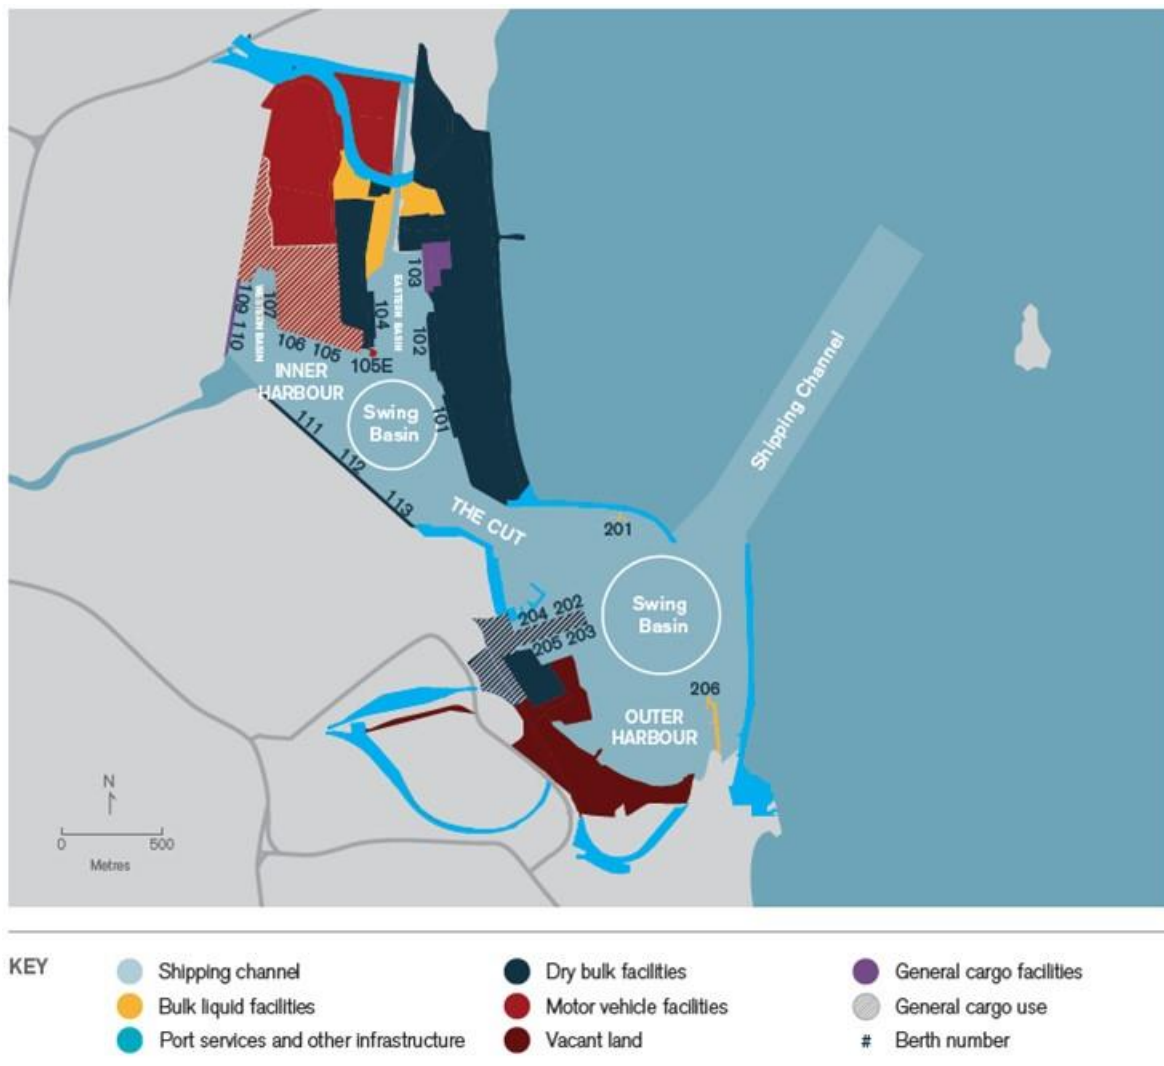 103
EASTERN BASIN
109
110
WESTERN BASIN
107
104
102
106
105
105E
INNER
HARBOUR
Swing
Basin
101
111
112
113
THE CUT
Shipping Channel
201
204 202
205 203
Swing
Basin
206
OUTER
HARBOUR
N
0 500
Metres
KEY
Shipping channel
Bulk liquid facilities
Port services and other infrastructure
Dry bulk facilities
Motor vehicle facilities
Vacant land
General cargo facilities
General cargo use
# Berth number